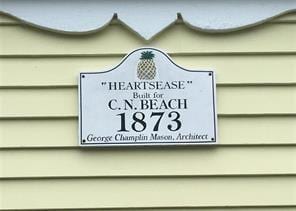 "HEARTSEASE"
Built for
C. N. BEACH
1873
George Champlin Mason, Architect